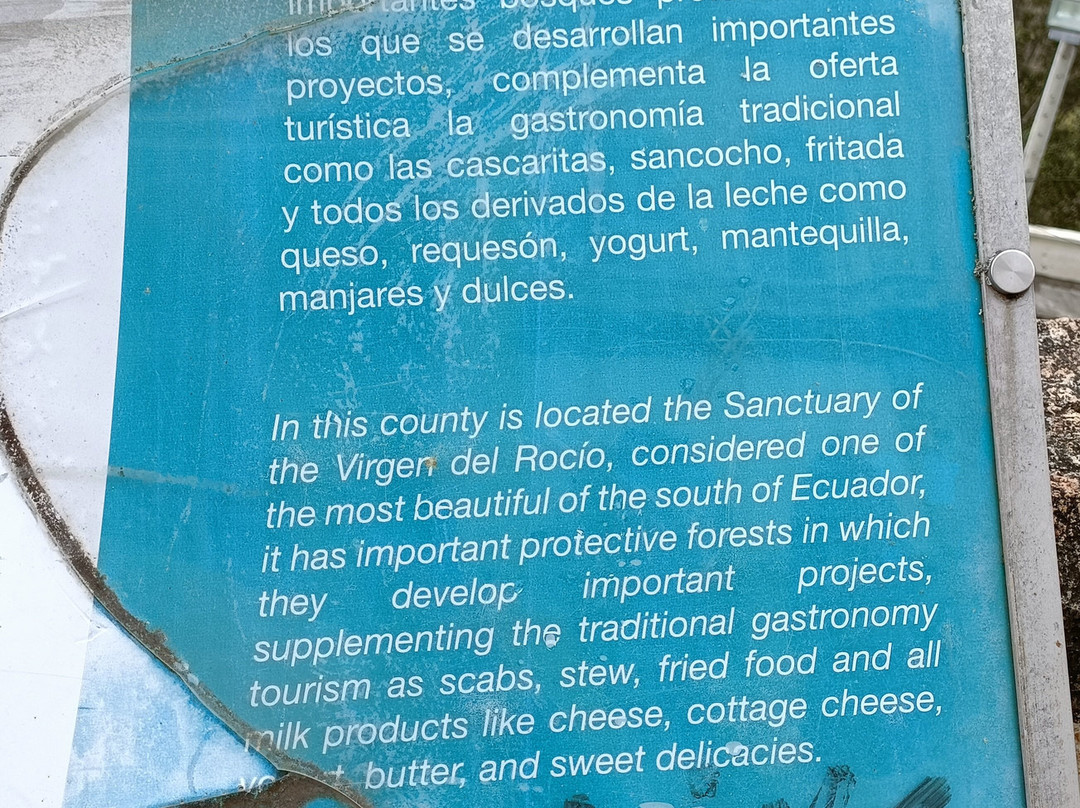 importantes bosques
los que se desarrollan importantes
proyectos, complementa la oferta
turística la gastronomía tradicional
como las cascaritas, sancocho, fritada
y todos los derivados de la leche como
queso, requesón, yogurt, mantequilla,
manjares y dulces.
In this county is located the Sanctuary of
the Virgen del Rocío, considered one of
the most beautiful of the south of Ecuador,
it has important protective forests in which
they develop important projects,
supplementing the traditional gastronomy
tourism as scabs, stew, fried food and all
milk products like cheese, cottage cheese,
butter, and sweet delicacies.